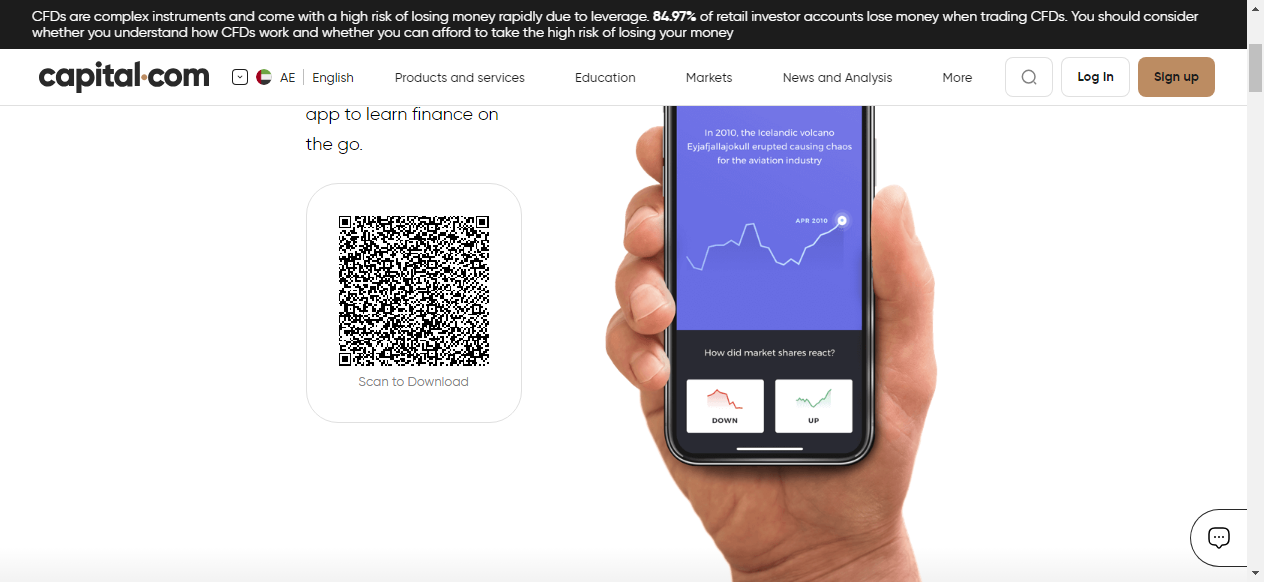 CFDs are complex instruments and come with a high risk of losing money rapidly due to leverage. 84.97% of retail investor accounts lose money when trading CFDs. You should consider
whether you understand how CFDs work and whether you can afford to take the high risk of losing your money
capital.com
AE English
Products and services
Education
Markets
News and Analysis
More
Log In
Sign up
app to learn finance on
the go.
Scan to Download
In 2010, the Icelandic volcano
Eyjafjallajokull erupted causing chaos
for the aviation industry
APR 2010
How did market shares react?
DOWN
UP